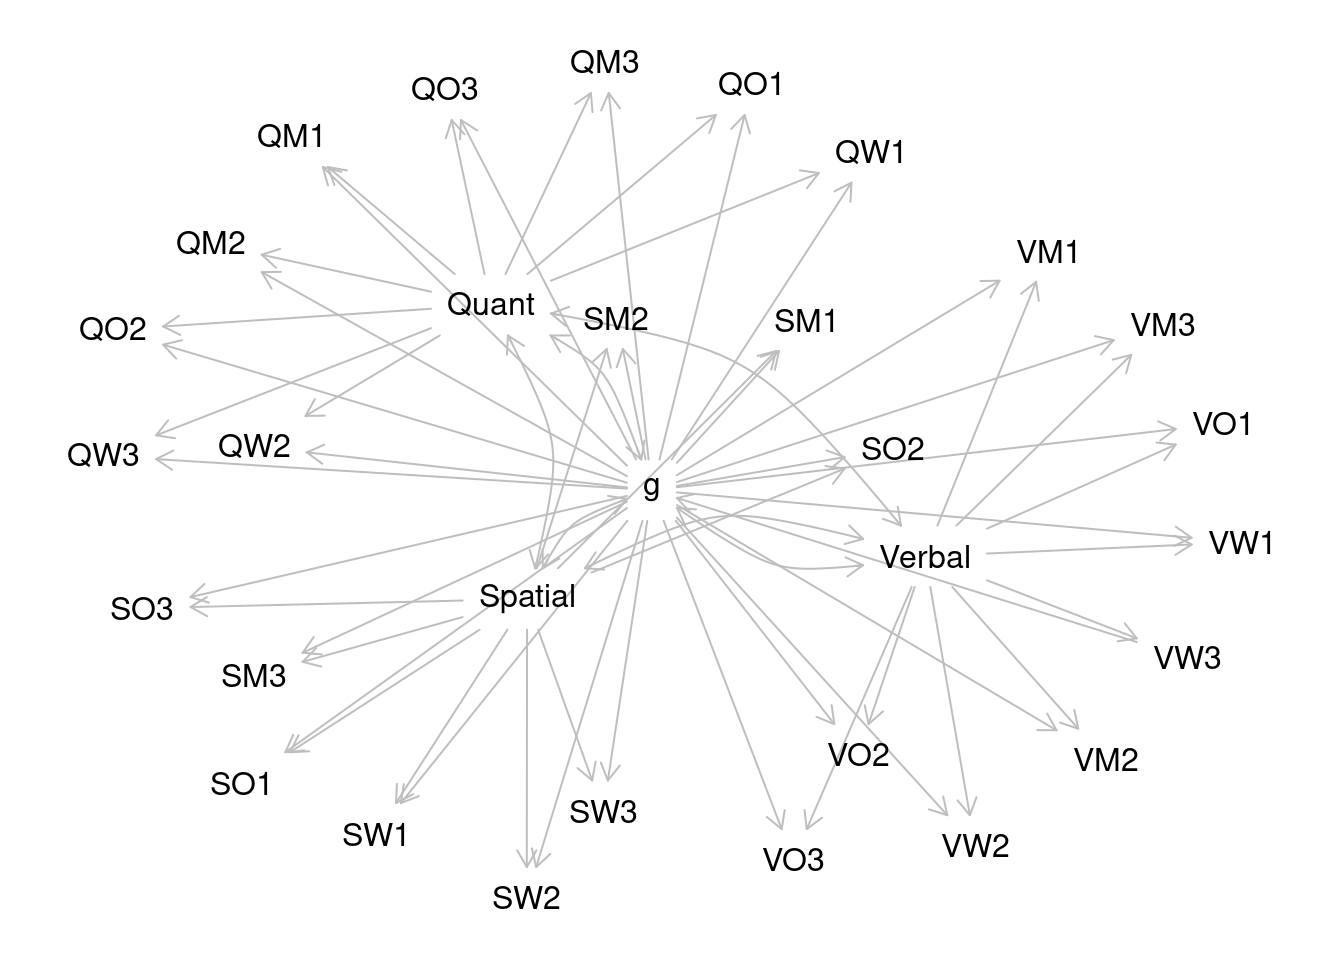 QM3
QO1
QO3
QM1
QW1
QM2
VM1
Quant
SM2
SM1
VM3
QO2
VO1
QW2
SO2
QW3
g
VW1
Verbal
Spatial
SO3
VW3
SM3
VO2
VM2
SO1
SW3
SW1
VW2
VO3
SW2